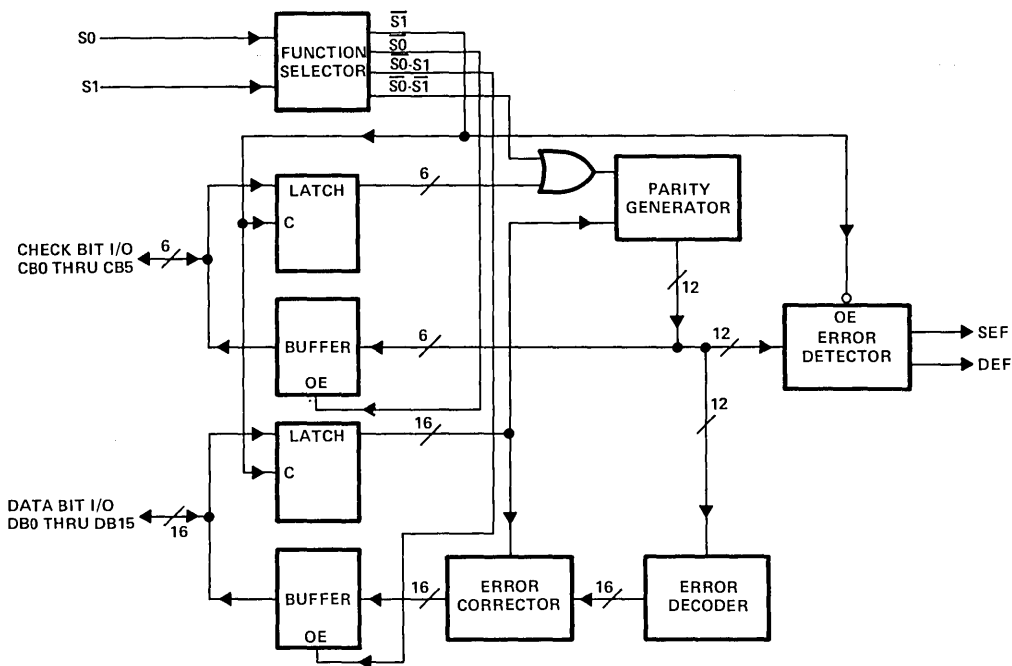 S0
S1
FUNCTION
SELECTOR
S̅1̅
S̅0̅
S̅0̅·S1
S̅0̅·S̅1̅
LATCH
C
6
PARITY
GENERATOR
CHECK BIT I/O
CB0 THRU CB5
6
12
BUFFER
OE
6
12
OE
ERROR
DETECTOR
SEF
DEF
12
LATCH
C
16
DATA BIT I/O
DB0 THRU DB15
16
BUFFER
OE
16
ERROR
CORRECTOR
16
ERROR
DECODER